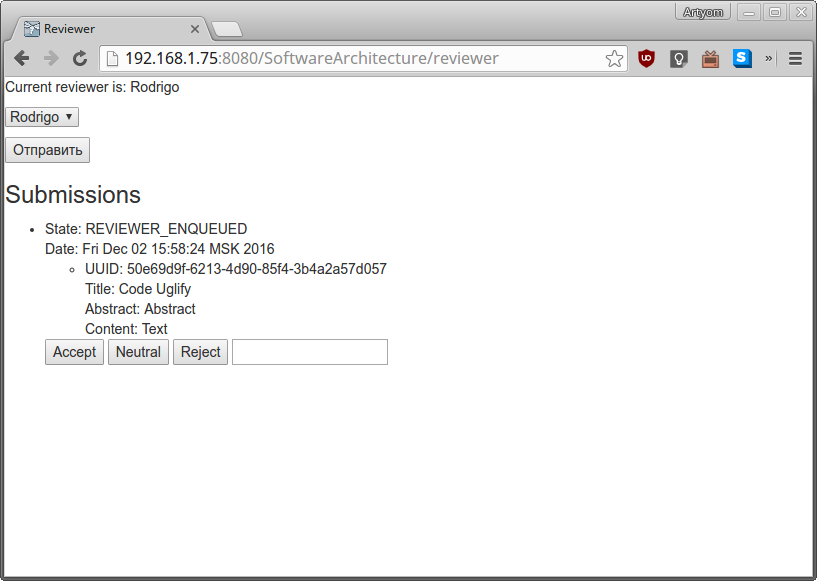 Artyom
Reviewer
192.168.1.75:8080/SoftwareArchitecture/reviewer
UD
S
»
Current reviewer is: Rodrigo
Rodrigo ▼
Отправить
Submissions
• State: REVIEWER_ENQUEUED
Date: Fri Dec 02 15:58:24 MSK 2016
◦ UUID: 50e69d9f-6213-4d90-85f4-3b4a2a57d057
Title: Code Uglify
Abstract: Abstract
Content: Text
Accept Neutral Reject